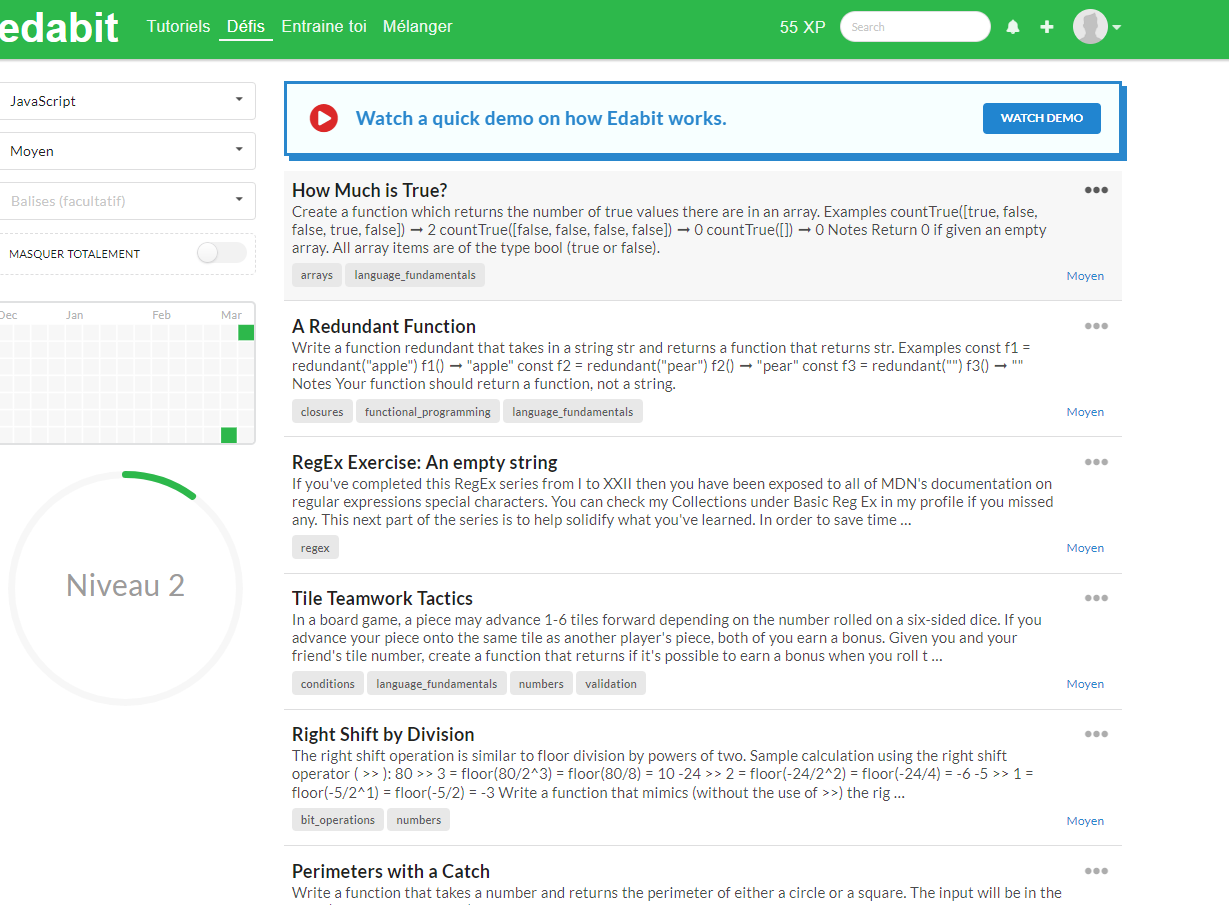 edabit Tutoriels Défis Entraine toi Mélanger 55 XP Search
JavaScript
Moyen
Balises (facultatif)
MASQUER TOTALEMENT
Dec Jan Feb Mar
Niveau 2
Watch a quick demo on how Edabit works. WATCH DEMO
How Much is True?
Create a function which returns the number of true values there are in an array. Examples countTrue([true, false,
false, true, false]) ➞ 2 countTrue([false, false, false, false]) ➞ 0 countTrue([]) ➞ 0 Notes Return 0 if given an empty
array. All array items are of the type bool (true or false).
arrays language_fundamentals Moyen
A Redundant Function
Write a function redundant that takes in a string str and returns a function that returns str. Examples const f1 =
redundant("apple") f1() ➞ "apple" const f2 = redundant("pear") f2() ➞ "pear" const f3 = redundant("") f3() ➞ ""
Notes Your function should return a function, not a string.
closures functional_programming language_fundamentals Moyen
RegEx Exercise: An empty string
If you've completed this RegEx series from I to XXII then you have been exposed to all of MDN's documentation on
regular expressions special characters. You can check my Collections under Basic Reg Ex in my profile if you missed
any. This next part of the series is to help solidify what you've learned. In order to save time ...
regex Moyen
Tile Teamwork Tactics
In a board game, a piece may advance 1-6 tiles forward depending on the number rolled on a six-sided dice. If you
advance your piece onto the same tile as another player's piece, both of you earn a bonus. Given you and your
friend's tile number, create a function that returns if it's possible to earn a bonus when you roll t ...
conditions language_fundamentals numbers validation Moyen
Right Shift by Division
The right shift operation is similar to floor division by powers of two. Sample calculation using the right shift
operator ( >> ): 80 >> 3 = floor(80/2^3) = floor(80/8) = 10 -24 >> 2 = floor(-24/2^2) = floor(-24/4) = -6 -5 >> 1 =
floor(-5/2^1) = floor(-5/2) = -3 Write a function that mimics (without the use of >>) the rig ...
bit_operations numbers Moyen
Perimeters with a Catch
Write a function that takes a number and returns the perimeter of either a circle or a square. The input will be in the